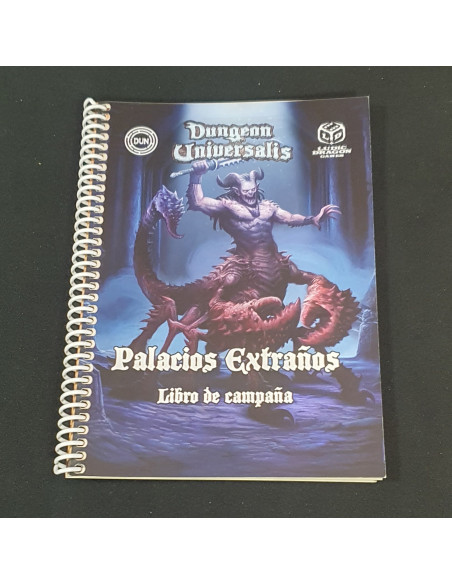 DUN
Dungeon
Universalis
LUDIC
DRAGON
GAMES
Palacios Extraños
Libro de campaña